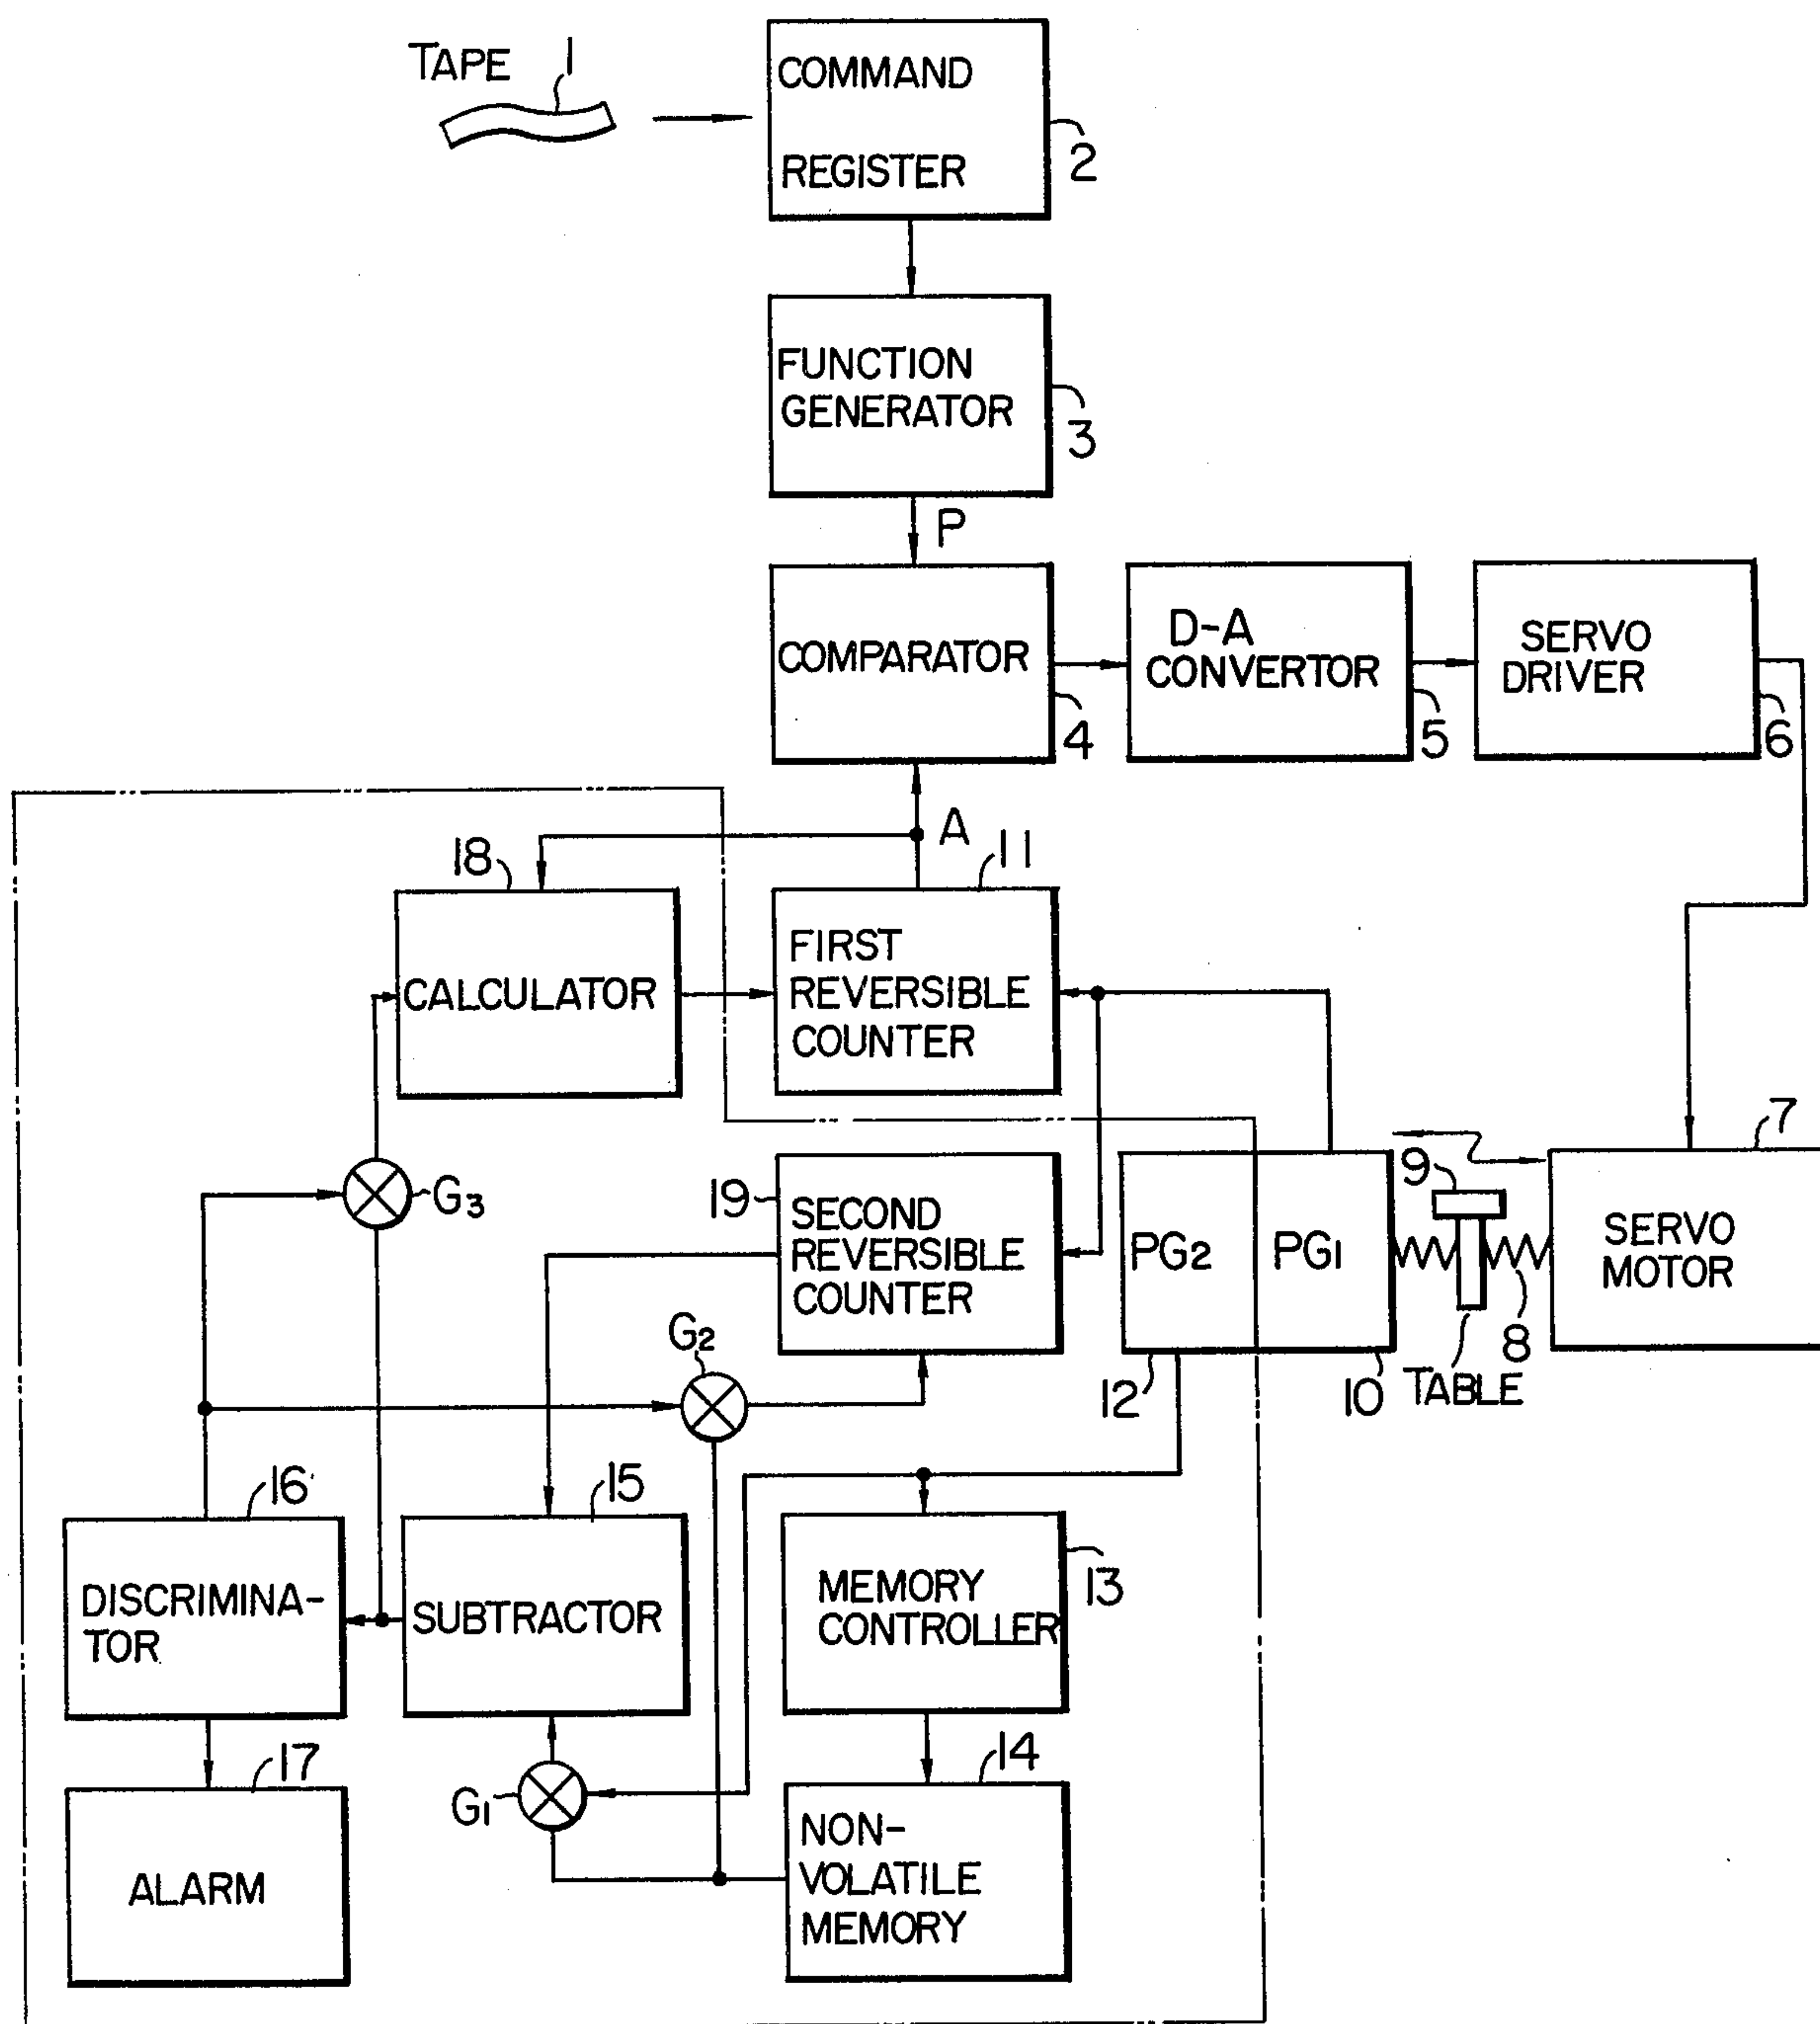 TAPE 1
COMMAND
REGISTER
2
FUNCTION
GENERATOR
3
P
COMPARATOR
4
D-A
CONVERTOR
5
SERVO
DRIVER
6
A
18
CALCULATOR
11
FIRST
REVERSIBLE
COUNTER
G3
19
SECOND
REVERSIBLE
COUNTER
PG2
PG1
12
10
9
TABLE
8
7
SERVO
MOTOR
G2
16
DISCRIMINA-
TOR
15
SUBTRACTOR
13
MEMORY
CONTROLLER
17
ALARM
G1
14
NON-
VOLATILE
MEMORY